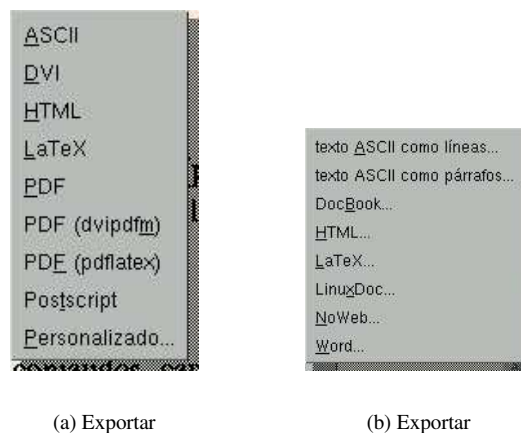 ASCII
DVI
HTML
LaTeX
PDF
PDF (dvipdfm)
PDF (pdflatex)
Postscript
Personalizado...
texto ASCII como líneas...
texto ASCII como párrafos...
DocBook...
HTML...
LaTeX...
LinuxDoc...
NoWeb...
Word...
(a) Exportar
(b) Exportar